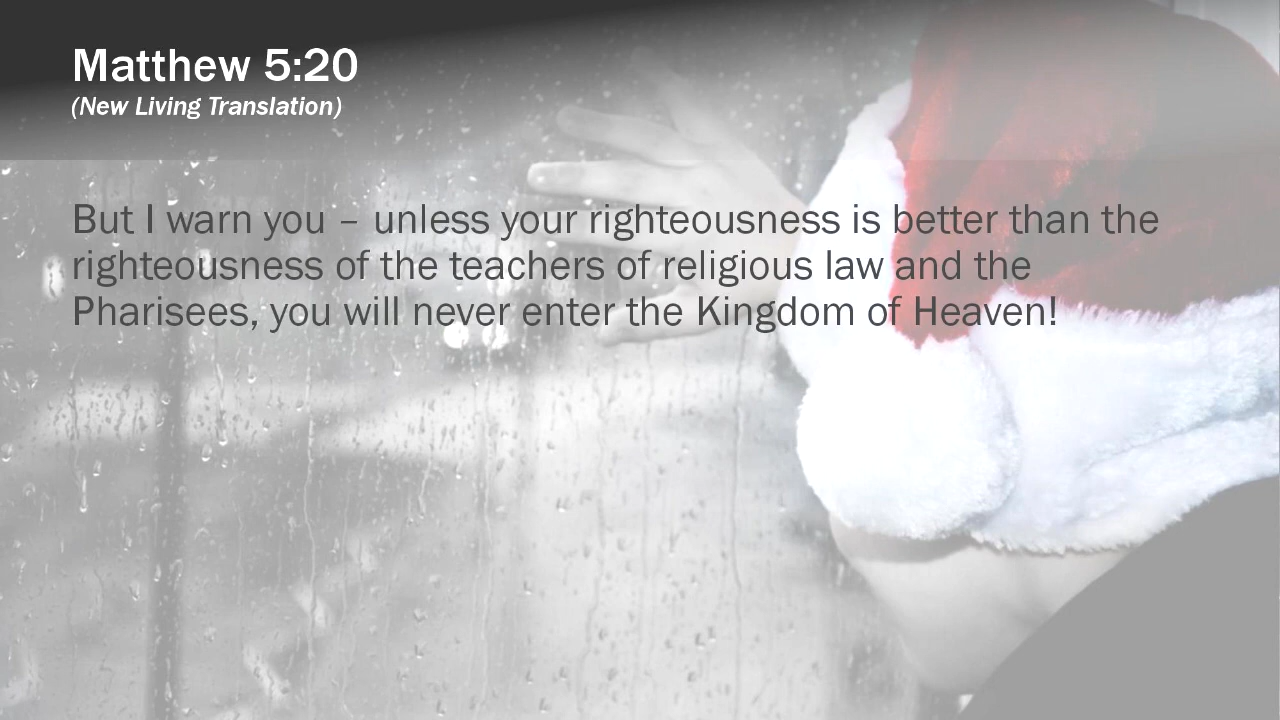 Matthew 5:20
(New Living Translation)
But I warn you – unless your righteousness is better than the
righteousness of the teachers of religious law and the
Pharisees, you will never enter the Kingdom of Heaven!